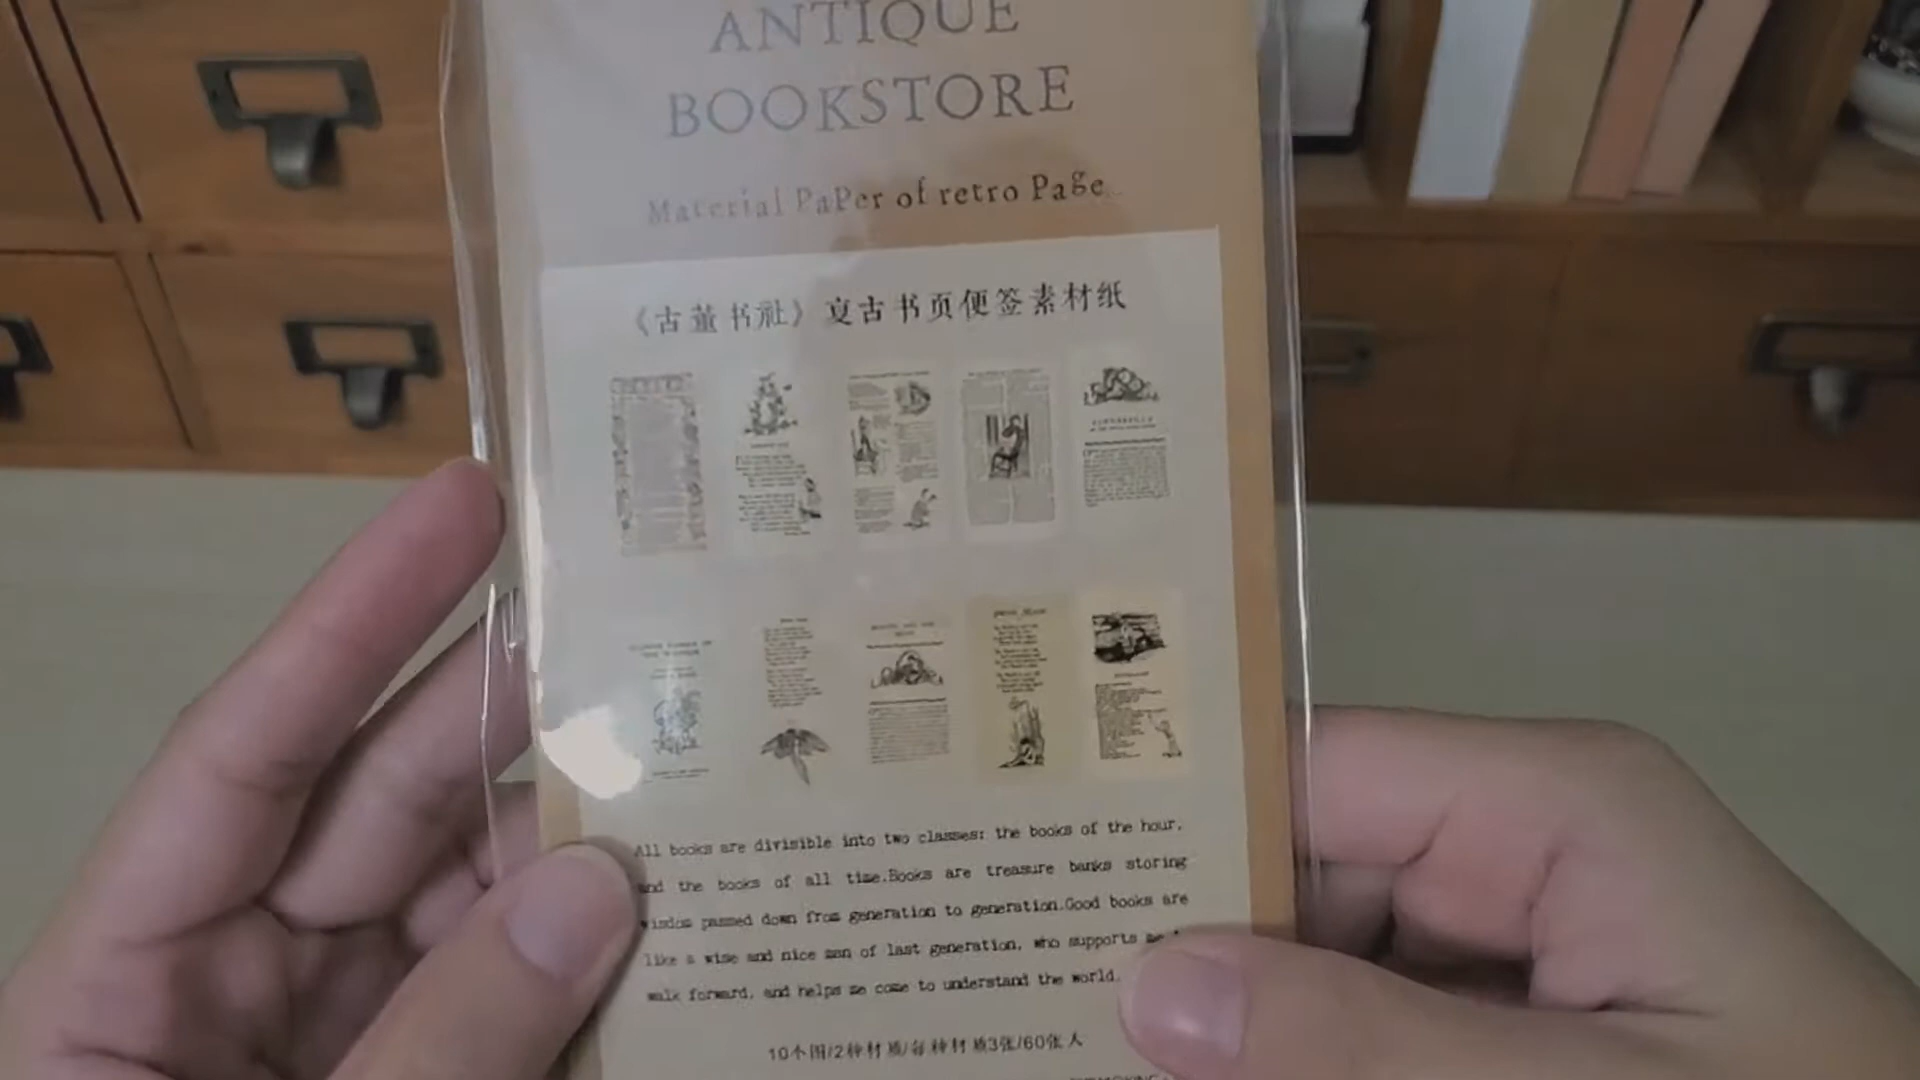 ANTIQUE
BOOKSTORE
Material PaPer of retro Page
《古董书社》复古书页便签素材纸
All books are divisible into two classes: the books of the hour,
and the books of all time.Books are treasure banks storing
wisdom passed down from generation to generation.Good books are
like a wise and nice man of last generation, who supports me
walk forward, and helps me come to understand the world.
10个图/2种材质/每种材质3张/60张入